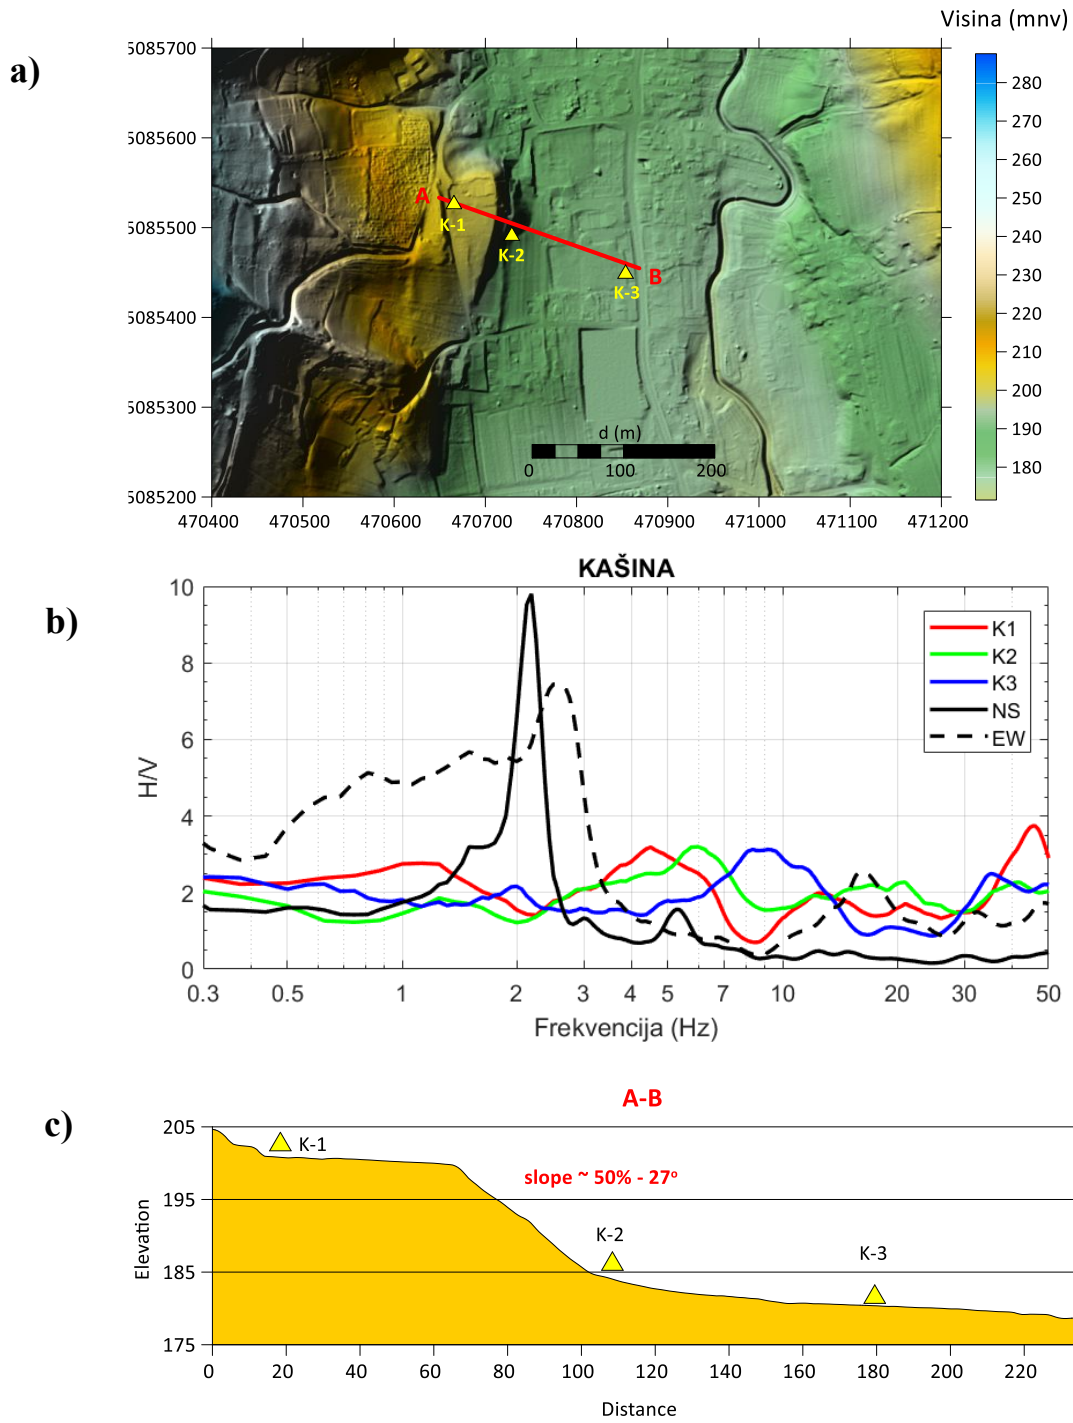 Visina (mnv)
a)
5085700
5085600
5085500
5085400
5085300
5085200
A
K-1
K-2
K-3
B
d (m)
0 100 200
470400 470500 470600 470700 470800 470900 471000 471100 471200
280
270
260
250
240
230
220
210
200
190
180
KAŠINA
b)
10
8
6
4
2
0
H/V
K1
K2
K3
NS
EW
0.3 0.5 1 2 3 4 5 7 10 20 30 50
Frekvencija (Hz)
A-B
c)
205
195
185
175
Elevation
K-1
slope ~ 50% - 27º
K-2
K-3
0 20 40 60 80 100 120 140 160 180 200 220
Distance